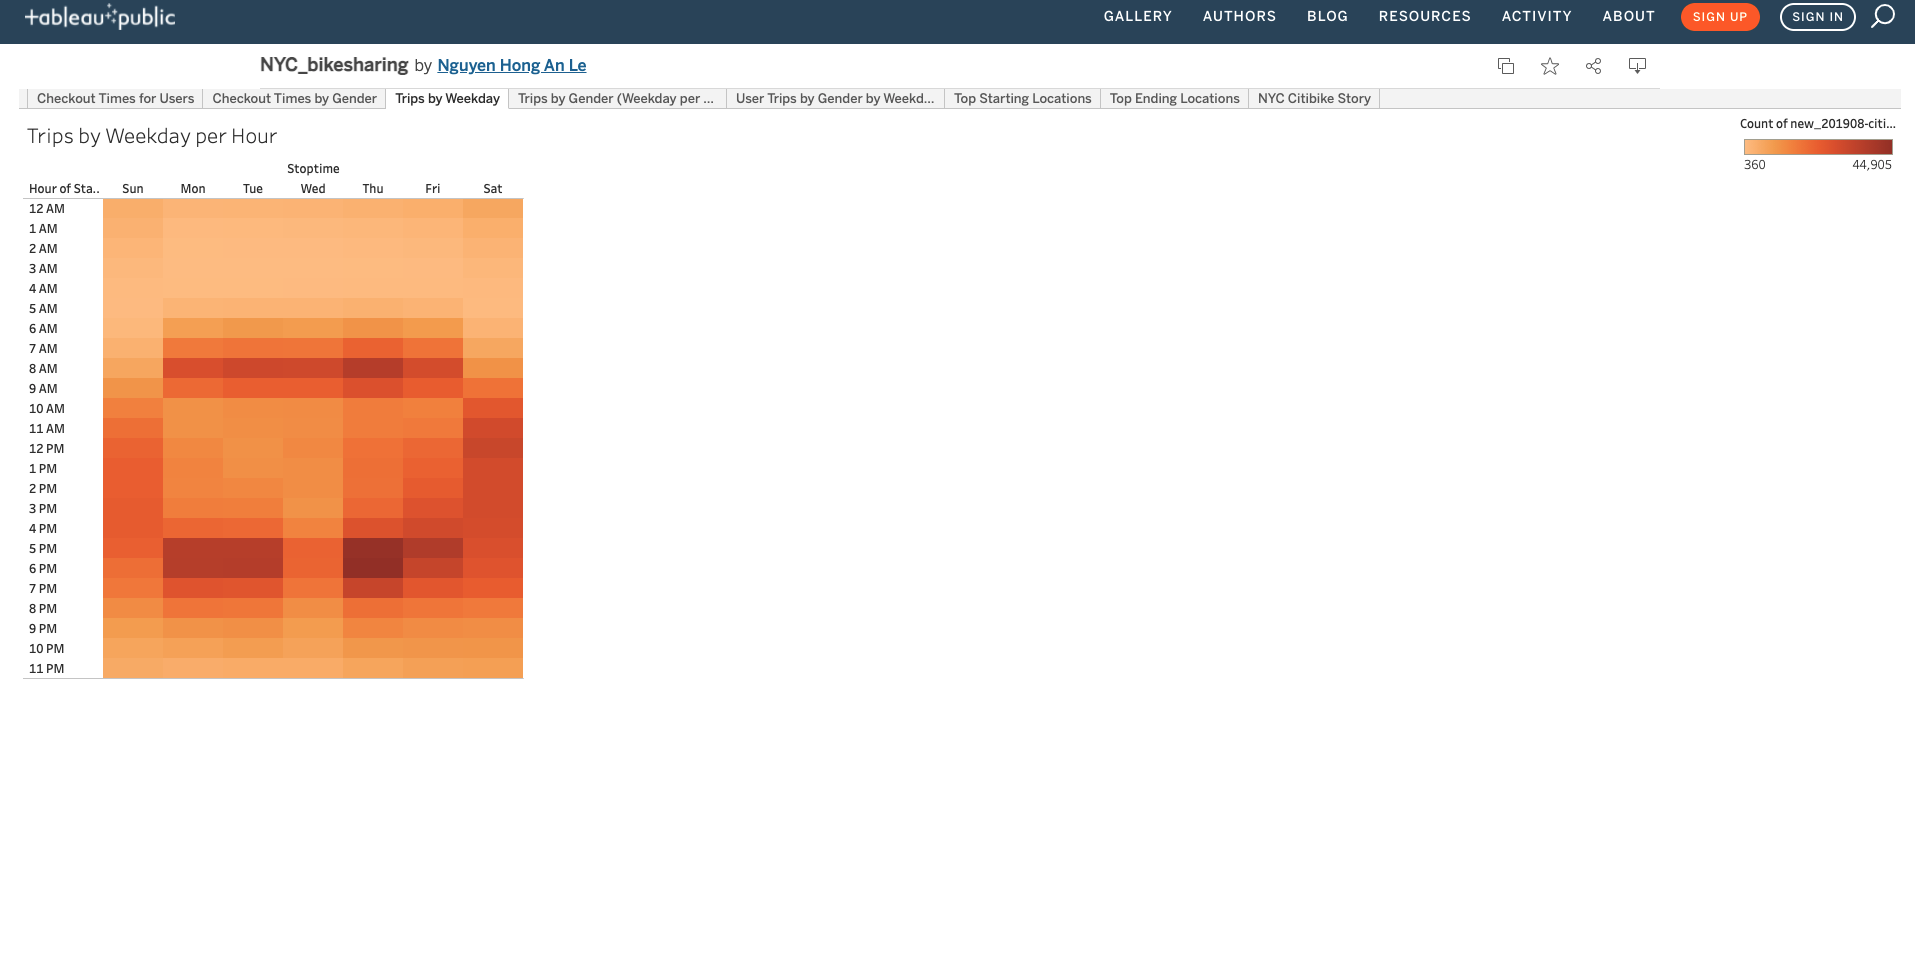 tableau public
GALLERY AUTHORS BLOG RESOURCES ACTIVITY ABOUT SIGN UP SIGN IN
NYC_bikesharing by Nguyen Hong An Le
Checkout Times for Users Checkout Times by Gender Trips by Weekday Trips by Gender (Weekday per ... User Trips by Gender by Weekd... Top Starting Locations Top Ending Locations NYC Citibike Story
Trips by Weekday per Hour
Count of new_201908-citi...
360 44,905
Stoptime
Hour of Sta.. Sun Mon Tue Wed Thu Fri Sat
12 AM
1 AM
2 AM
3 AM
4 AM
5 AM
6 AM
7 AM
8 AM
9 AM
10 AM
11 AM
12 PM
1 PM
2 PM
3 PM
4 PM
5 PM
6 PM
7 PM
8 PM
9 PM
10 PM
11 PM